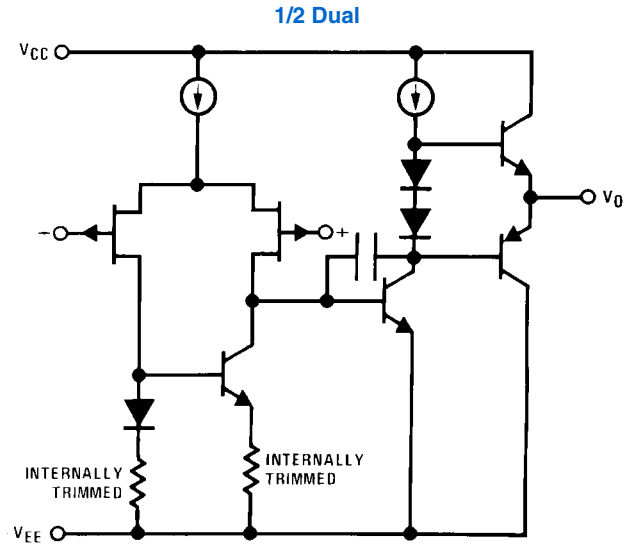 1/2 Dual
VCC
VO
–
+
INTERNALLY
TRIMMED
INTERNALLY
TRIMMED
VEE